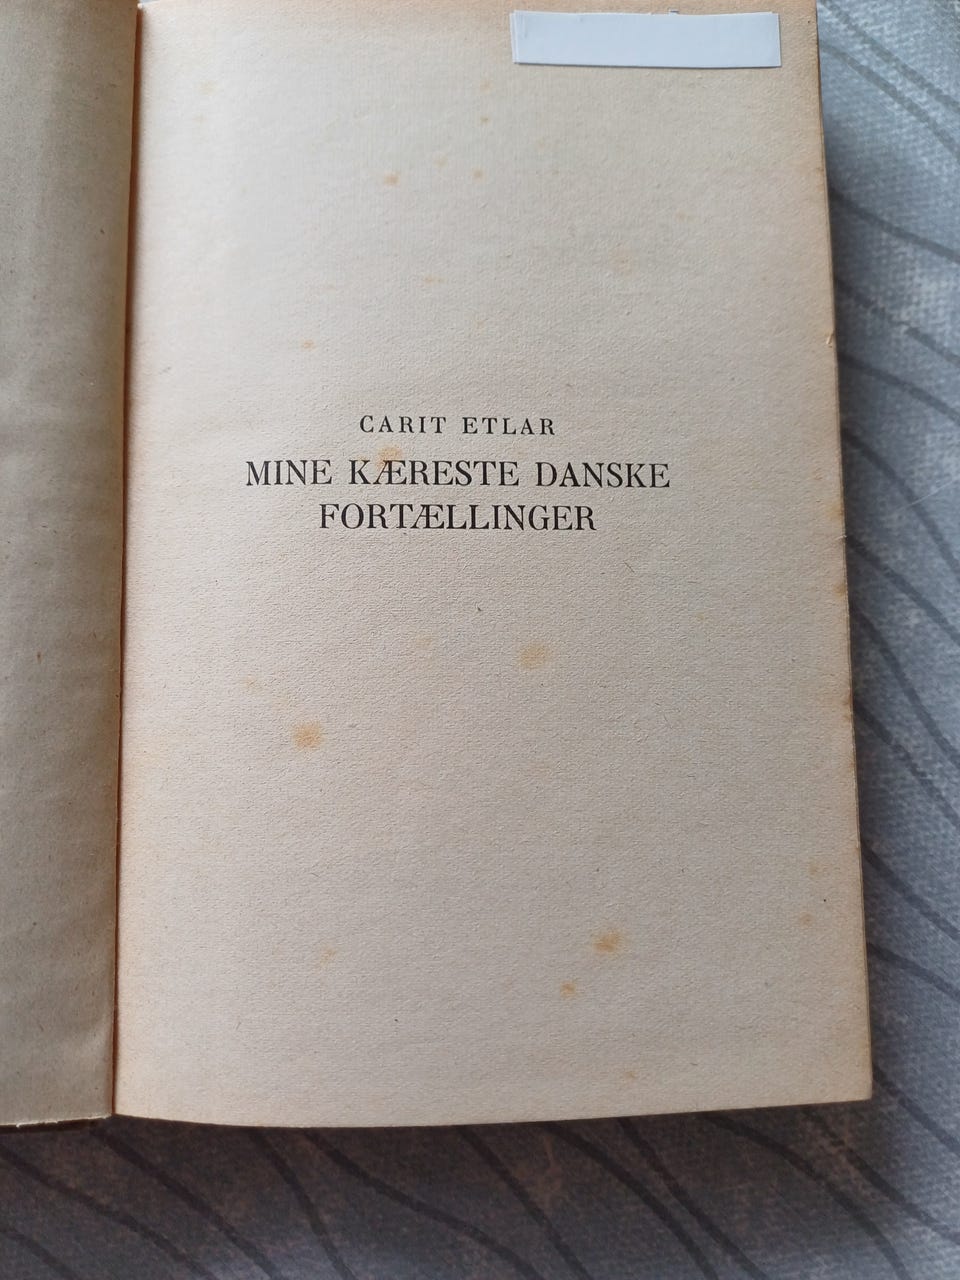 CARIT ETLAR
MINE KÆRESTE DANSKE
FORTÆLLINGER